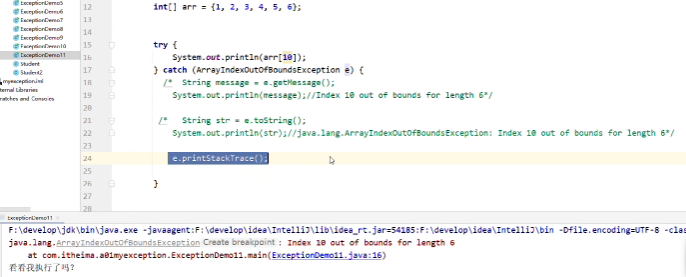 ExceptionDemo5
ExceptionDemo6
ExceptionDemo7
ExceptionDemo8
ExceptionDemo9
ExceptionDemo10
ExceptionDemo11
Student
Student2
myexception.iml
ternal Libraries
ratches and Consoles
12 int[] arr = {1, 2, 3, 4, 5, 6};
13
14
15 try {
16 System.out.println(arr[10]);
17 } catch (ArrayIndexOutOfBoundsException e) {
18 /* String message = e.getMessage();
19 System.out.println(message);//Index 10 out of bounds for length 6*/
20
21 /* String str = e.toString();
22 System.out.println(str);//java.lang.ArrayIndexOutOfBoundsException: Index 10 out of bounds for length 6*/
23
24 e.printStackTrace();
25
26 }
ExceptionDemo11
F:\develop\jdk\bin\java.exe -javaagent:F:\develop\idea\IntelliJ\lib\idea_rt.jar=54185:F:\develop\idea\IntelliJ\bin -Dfile.encoding=UTF-8 -clas
java.lang.ArrayIndexOutOfBoundsException Create breakpoint : Index 10 out of bounds for length 6
at com.itheima.a01myexception.ExceptionDemo11.main(ExceptionDemo11.java:16)
看看我执行了吗?